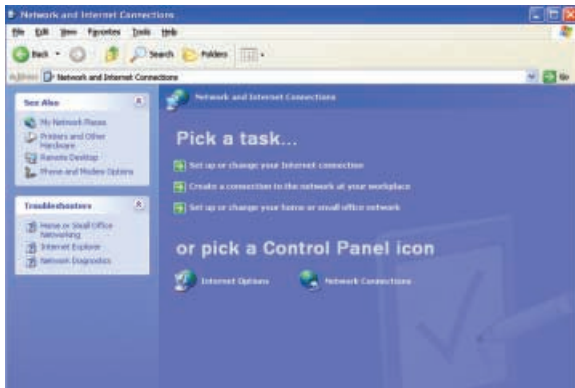 Network and Internet Connections
File Edit View Favorites Tools Help
Back Search Folders
Address Network and Internet Connections Go
See Also
My Network Places
Printers and Other
Hardware
Remote Desktop
Phone and Modem Options
Troubleshooters
Home or Small Office
Networking
Internet Explorer
Network Diagnostics
Network and Internet Connections
Pick a task...
Set up or change your Internet connection
Create a connection to the network at your workplace
Set up or change your home or small office network
or pick a Control Panel icon
Internet Options Network Connections